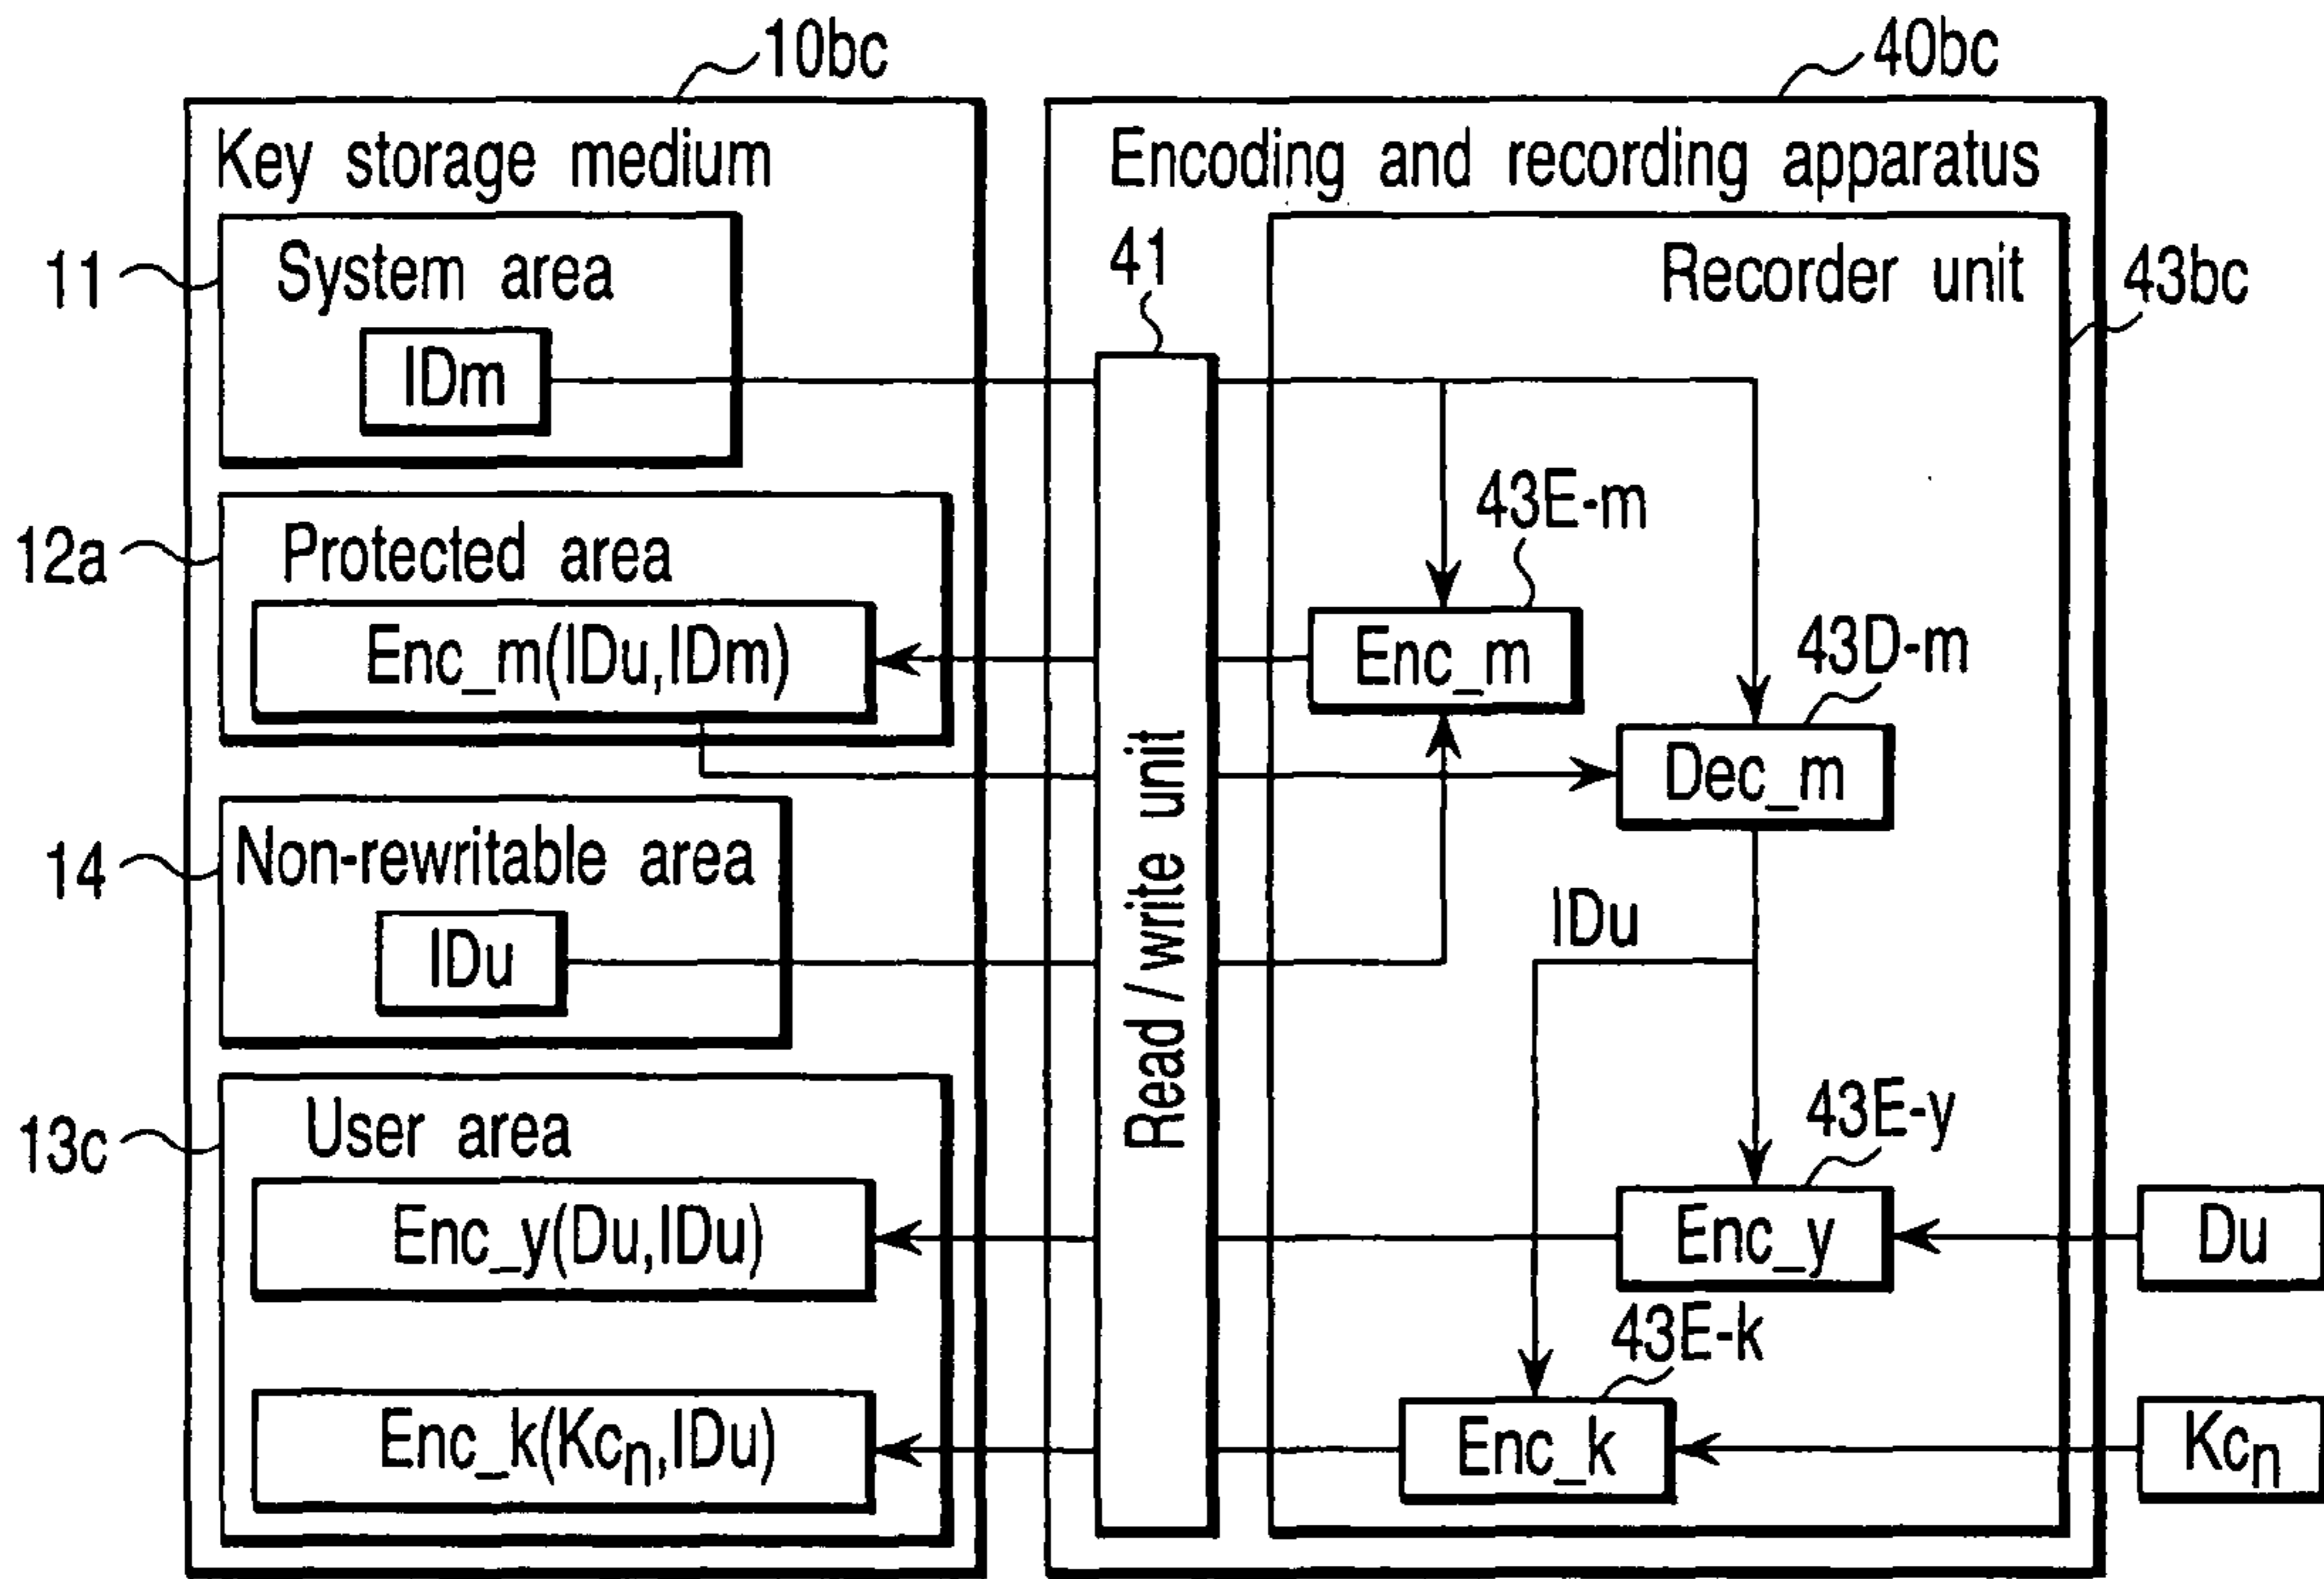 10bc
40bc
Key storage medium
Encoding and recording apparatus
11
System area
41
Recorder unit
43bc
IDm
43E-m
12a
Protected area
Enc_m(IDu,IDm)
Enc_m
43D-m
Dec_m
14
Non-rewritable area
IDu
IDu
Read / write unit
13c
User area
43E-y
Enc_y(Du,IDu)
Enc_y
Du
43E-k
Enc_k(Kcn,IDu)
Enc_k
Kcn